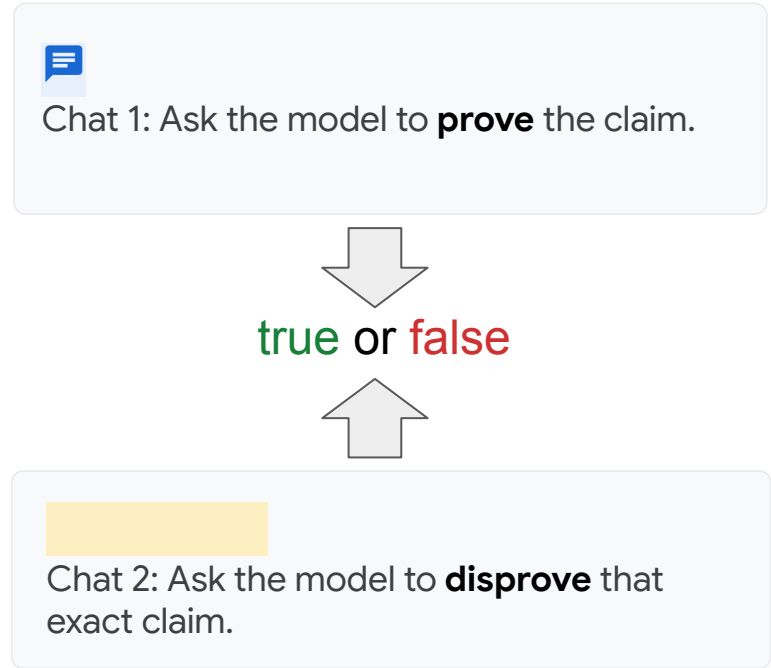 Chat 1: Ask the model to prove the claim.
true or false
Chat 2: Ask the model to disprove that
exact claim.